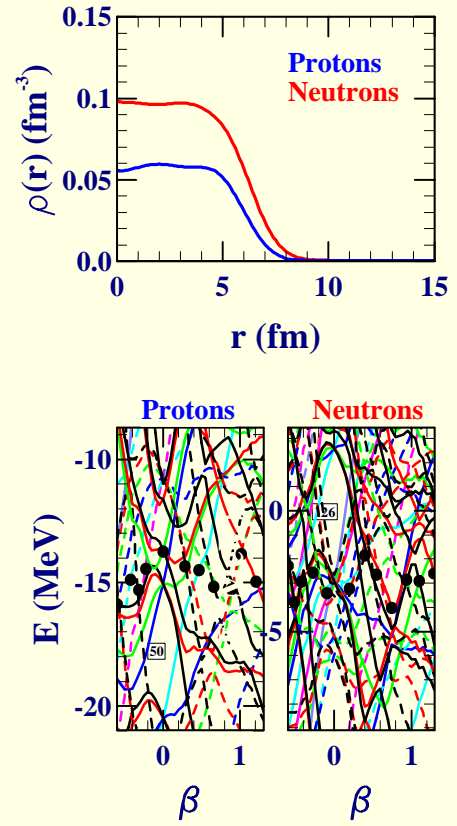 ρ(r) (fm⁻³)
0.15
0.1
0.05
0.0
Protons
Neutrons
0 5 10 15
r (fm)
Protons Neutrons
E (MeV)
-10
-15
-20
50
0 1
β
0
-5
126
0 1
β